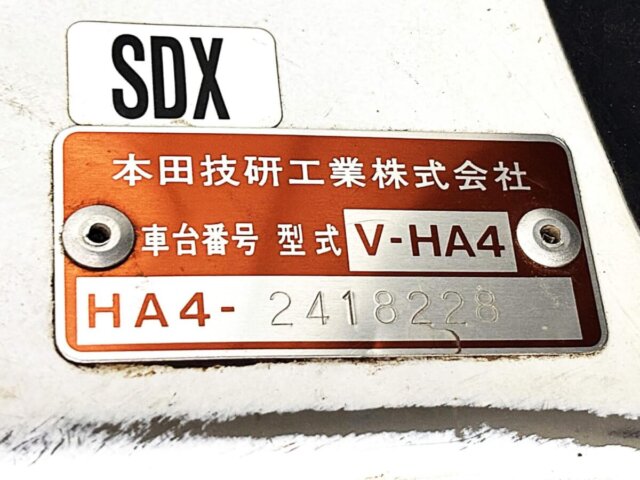 SDX
本田技研工業株式会社
車台番号 型式 V-HA4
HA4- 2418228